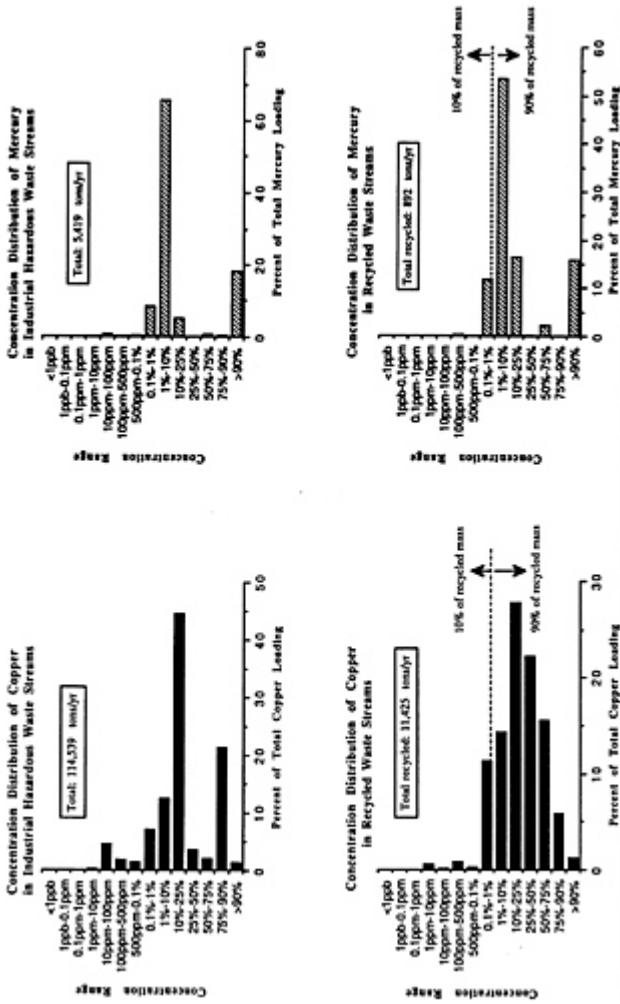 Concentration Distribution of Copper
in Industrial Hazardous Waste Streams
Total: 114,539 tons/yr
Concentration Range
<1ppb
1ppb-0.1ppm
0.1ppm-1ppm
1ppm-10ppm
10ppm-100ppm
100ppm-500ppm
500ppm-0.1%
0.1%-1%
1%-10%
10%-25%
25%-50%
50%-75%
75%-90%
>90%
0 10 20 30 40 50
Percent of Total Copper Loading
Concentration Distribution of Mercury
in Industrial Hazardous Waste Streams
Total: 5,419 tons/yr
Concentration Range
<1ppb
1ppb-0.1ppm
0.1ppm-1ppm
1ppm-10ppm
10ppm-100ppm
100ppm-500ppm
500ppm-0.1%
0.1%-1%
1%-10%
10%-25%
25%-50%
50%-75%
75%-90%
>90%
0 20 40 60 80
Percent of Total Mercury Loading
Concentration Distribution of Copper
in Recycled Waste Streams
Total recycled: 11,425 tons/yr
Concentration Range
<1ppb
1ppb-0.1ppm
0.1ppm-1ppm
1ppm-10ppm
10ppm-100ppm
100ppm-500ppm
500ppm-0.1%
0.1%-1%
1%-10%
10%-25%
25%-50%
50%-75%
75%-90%
>90%
10% of recycled mass
90% of recycled mass
0 10 20 30
Percent of Total Copper Loading
Concentration Distribution of Mercury
in Recycled Waste Streams
Total recycled: 892 tons/yr
Concentration Range
<1ppb
1ppb-0.1ppm
0.1ppm-1ppm
1ppm-10ppm
10ppm-100ppm
100ppm-500ppm
500ppm-0.1%
0.1%-1%
1%-10%
10%-25%
25%-50%
50%-75%
75%-90%
>90%
10% of recycled mass
90% of recycled mass
0 10 20 30 40 50 60
Percent of Total Mercury Loading